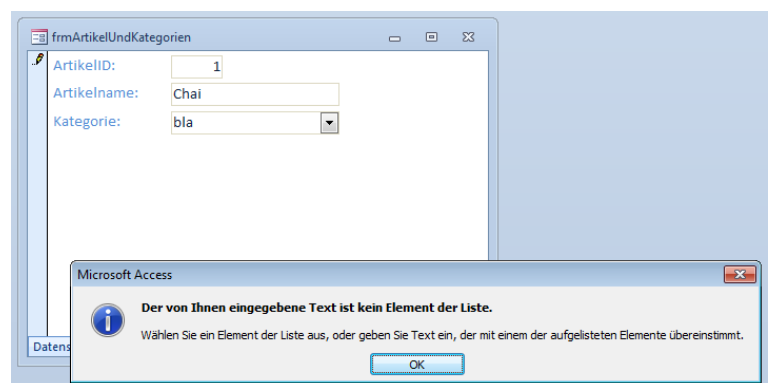 frmArtikelUndKategorien
ArtikelID: 1
Artikelname: Chai
Kategorie: bla
Microsoft Access
Der von Ihnen eingegebene Text ist kein Element der Liste.
Wählen Sie ein Element der Liste aus, oder geben Sie Text ein, der mit einem der aufgelisteten Elemente übereinstimmt.
Datens
OK